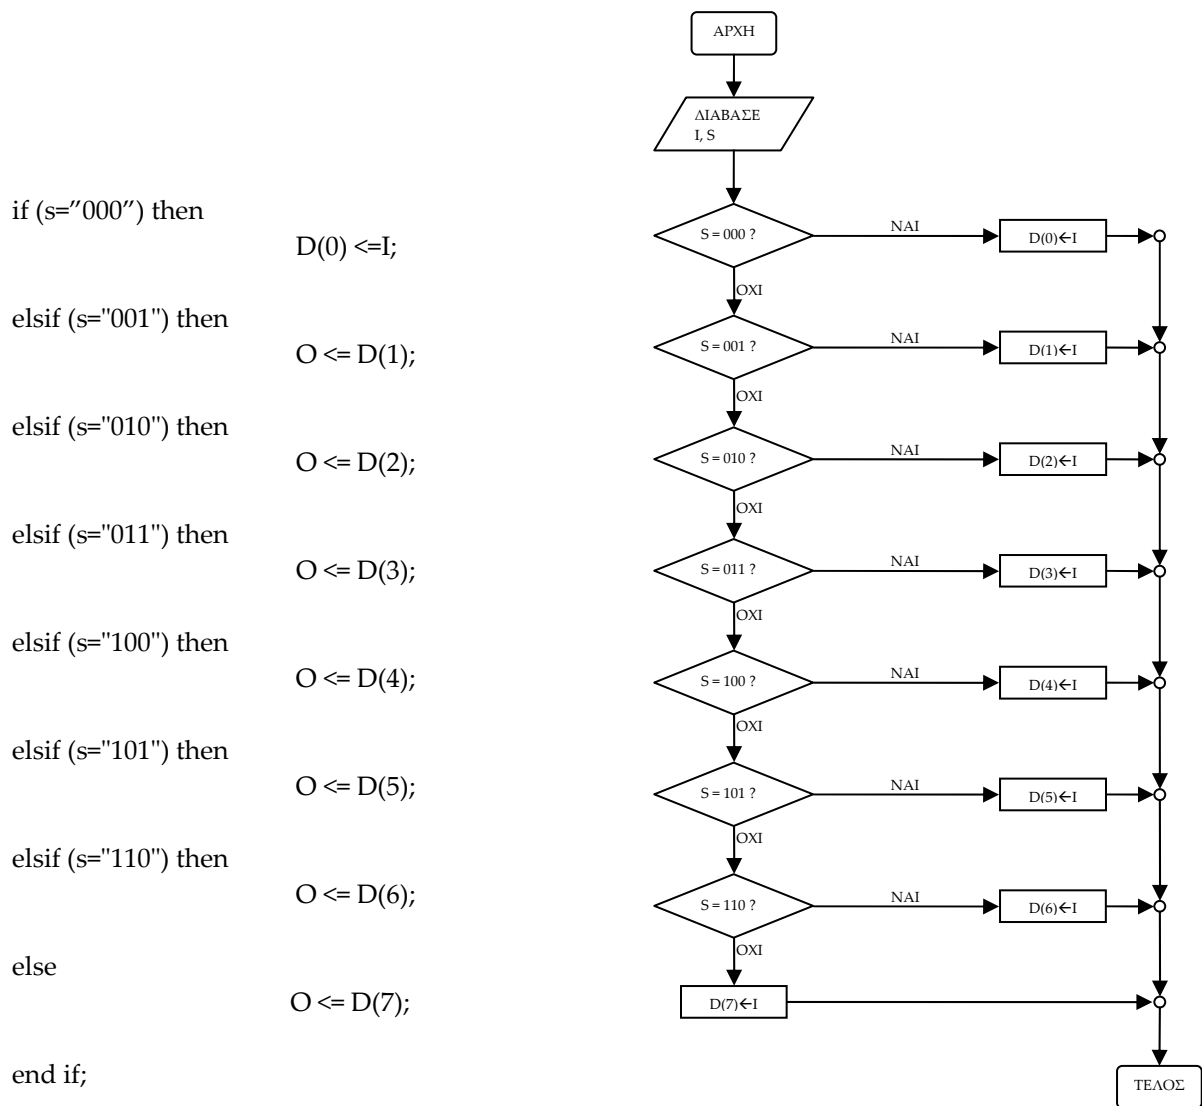 if (s=”000”) then
D(0) <=I;
elsif (s="001") then
O <= D(1);
elsif (s="010") then
O <= D(2);
elsif (s="011") then
O <= D(3);
elsif (s="100") then
O <= D(4);
elsif (s="101") then
O <= D(5);
elsif (s="110") then
O <= D(6);
else
O <= D(7);
end if;
ΑΡΧΗ
ΔΙΑΒΑΣΕ
I, S
S = 000 ?
ΝΑΙ
D(0)←I
ΟΧΙ
S = 001 ?
ΝΑΙ
D(1)←I
ΟΧΙ
S = 010 ?
ΝΑΙ
D(2)←I
ΟΧΙ
S = 011 ?
ΝΑΙ
D(3)←I
ΟΧΙ
S = 100 ?
ΝΑΙ
D(4)←I
ΟΧΙ
S = 101 ?
ΝΑΙ
D(5)←I
ΟΧΙ
S = 110 ?
ΝΑΙ
D(6)←I
ΟΧΙ
D(7)←I
ΤΕΛΟΣ